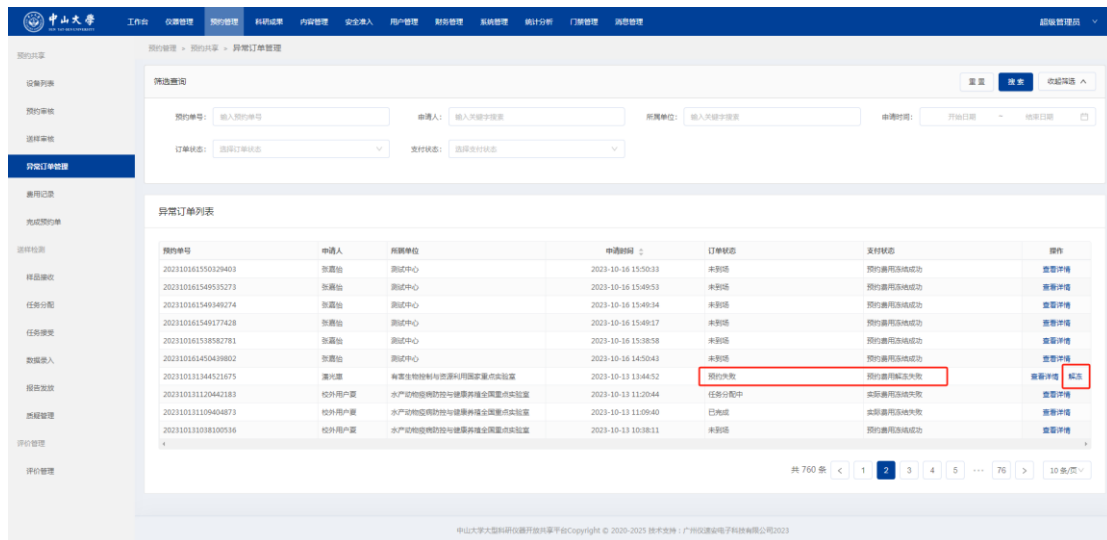 中山大学 工作台 仪器管理 预约管理 科研成果 内容管理 安全准入 用户管理 财务管理 系统管理 统计分析 门禁管理 消息管理 超级管理员
SUN YAT-SEN UNIVERSITY
预约共享
设备列表
预约审核
送样审核
异常订单管理
费用记录
完成预约单
送样检测
样品接收
任务分配
任务接受
数据录入
报告发放
质疑管理
评价管理
评价管理
预约管理 > 预约共享 > 异常订单管理
筛选查询 重置 搜索 收起筛选
预约单号: 输入预约单号 申请人: 输入关键字搜索 所属单位: 输入关键字搜索 申请时间: 开始日期 ~ 结束日期
订单状态: 选择订单状态 支付状态: 选择支付状态
异常订单列表
预约单号 申请人 所属单位 申请时间 订单状态 支付状态 操作
202310161550329403 张嘉怡 测试中心 2023-10-16 15:50:33 未到场 预约费用冻结成功 查看详情
202310161549535273 张嘉怡 测试中心 2023-10-16 15:49:53 未到场 预约费用冻结成功 查看详情
202310161549349274 张嘉怡 测试中心 2023-10-16 15:49:34 未到场 预约费用冻结成功 查看详情
202310161549177428 张嘉怡 测试中心 2023-10-16 15:49:17 未到场 预约费用冻结成功 查看详情
202310161538582781 张嘉怡 测试中心 2023-10-16 15:38:58 未到场 预约费用冻结成功 查看详情
202310161450439802 张嘉怡 测试中心 2023-10-16 14:50:43 未到场 预约费用冻结成功 查看详情
202310131344521675 光 有害生物控制与资源利用国家重点实验室 2023-10-13 13:44:52 预约失败 预约费用解冻失败 查看详情 解冻
202310131120442183 校外用户夏 水产动物疫病防控与健康养殖全国重点实验室 2023-10-13 11:20:44 任务分配中 实际费用冻结失败 查看详情
202310131109404873 校外用户夏 水产动物疫病防控与健康养殖全国重点实验室 2023-10-13 11:09:40 已完成 实际费用冻结失败 查看详情
202310131038100536 校外用户夏 水产动物疫病防控与健康养殖全国重点实验室 2023-10-13 10:38:11 未到场 预约费用冻结成功 查看详情
共 760 条 < 1 2 3 4 5 ··· 76 > 10 条/页
中山大学大型科研仪器开放共享平台Copyright © 2020-2025 技术支持：广州仪速安电子科技有限公司2023